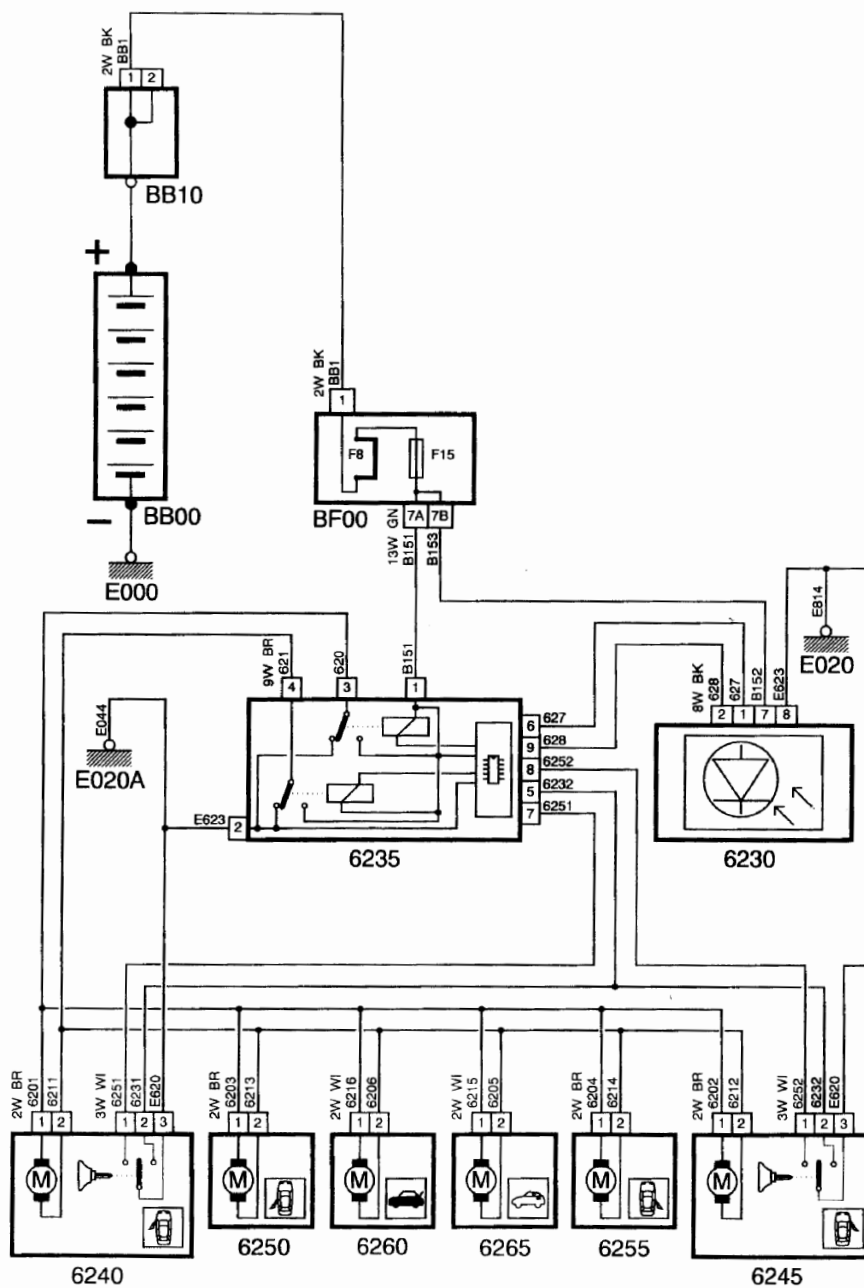 2W BK
BB1
1 2
BB10
+
−
BB00
E000
2W BK
BB1
1
F8
F15
BF00
13W GN
7A 7B
B151
B153
E814
E020
9W BR
621
620
B151
4
3
1
E044
E020A
E623
2
6 627
9 628
8 6252
5 6232
7 6251
6235
8W BK
628
627
B152
E623
2 1 7 8
6230
2W BR
6201
6211
1 2
3W WI
6251
6231
E620
1 2 3
M
6240
2W BR
6203
6213
1 2
M
6250
2W WI
6216
6206
1 2
M
6260
2W WI
6215
6205
1 2
M
6265
2W BR
6204
6214
1 2
M
6255
2W BR
6202
6212
1 2
3W WI
6252
6232
E620
1 2 3
M
6245